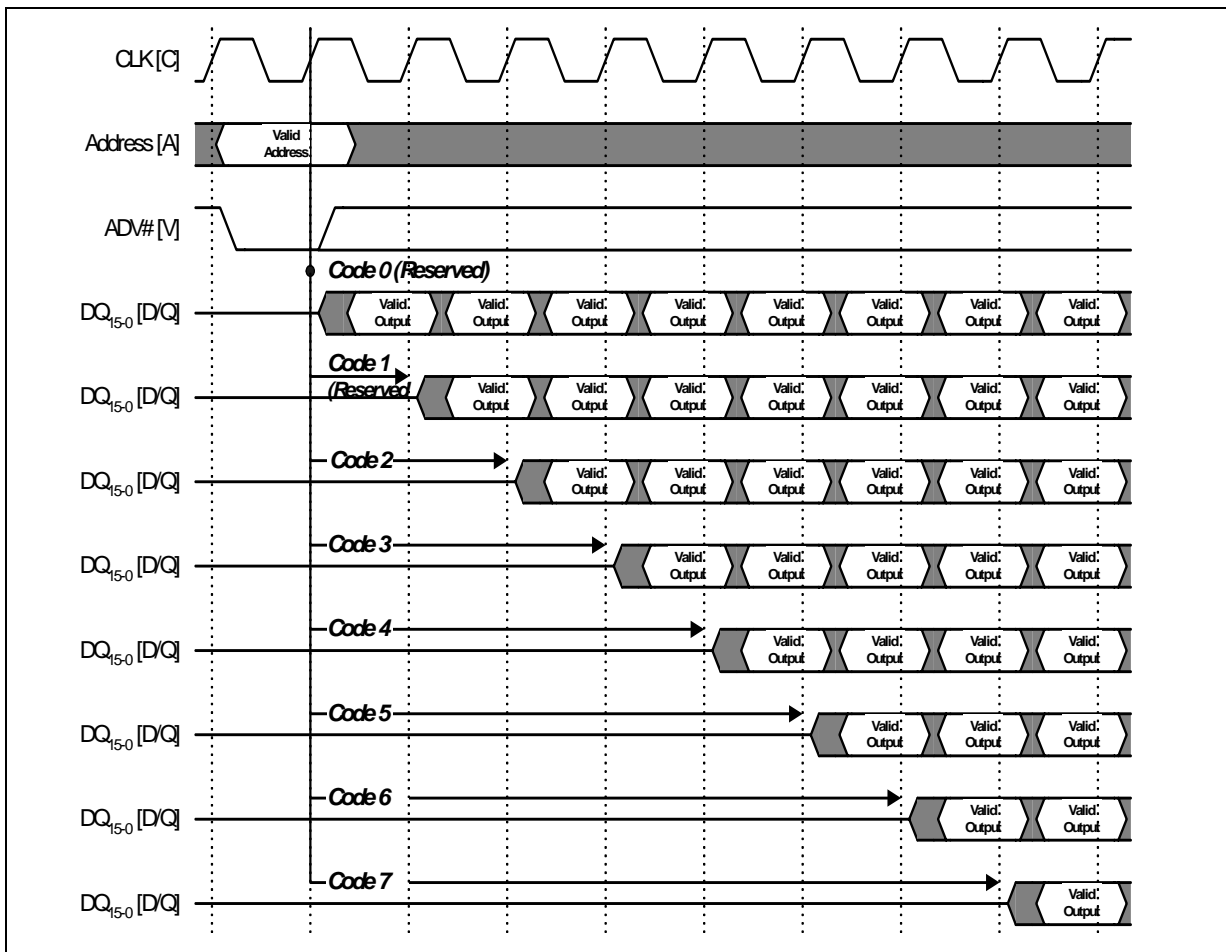 CLK [C]
Address [A]
Valid
Address
ADV# [V]
Code 0 (Reserved)
DQ15-0 [D/Q]
Valid Valid Valid Valid Valid Valid Valid Valid
Output Output Output Output Output Output Output Output
Code 1
(Reserved
DQ15-0 [D/Q]
Valid Valid Valid Valid Valid Valid Valid
Output Output Output Output Output Output Output
Code 2
DQ15-0 [D/Q]
Valid Valid Valid Valid Valid Valid
Output Output Output Output Output Output
Code 3
DQ15-0 [D/Q]
Valid Valid Valid Valid Valid
Output Output Output Output Output
Code 4
DQ15-0 [D/Q]
Valid Valid Valid Valid
Output Output Output Output
Code 5
DQ15-0 [D/Q]
Valid Valid Valid
Output Output Output
Code 6
DQ15-0 [D/Q]
Valid Valid
Output Output
Code 7
DQ15-0 [D/Q]
Valid
Output